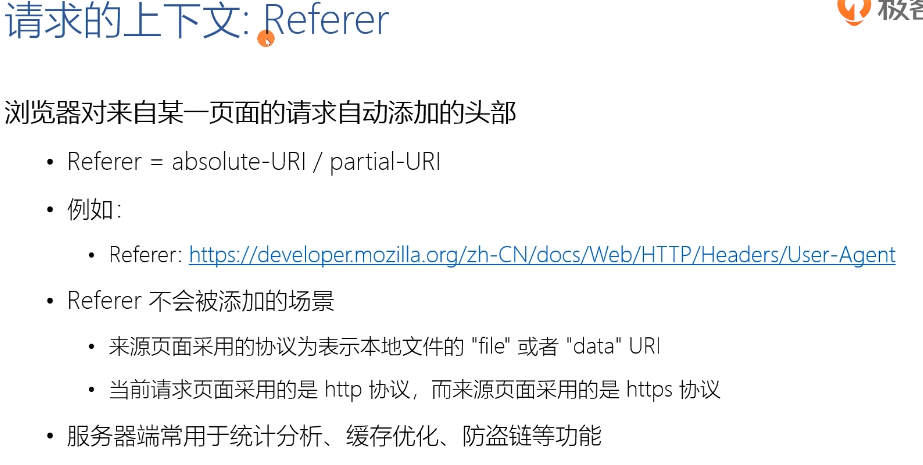 请求的上下文: Referer
极客
浏览器对来自某一页面的请求自动添加的头部
• Referer = absolute-URI / partial-URI
• 例如：
• Referer: https://developer.mozilla.org/zh-CN/docs/Web/HTTP/Headers/User-Agent
• Referer 不会被添加的场景
• 来源页面采用的协议为表示本地文件的 "file" 或者 "data" URI
• 当前请求页面采用的是 http 协议，而来源页面采用的是 https 协议
• 服务器端常用于统计分析、缓存优化、防盗链等功能